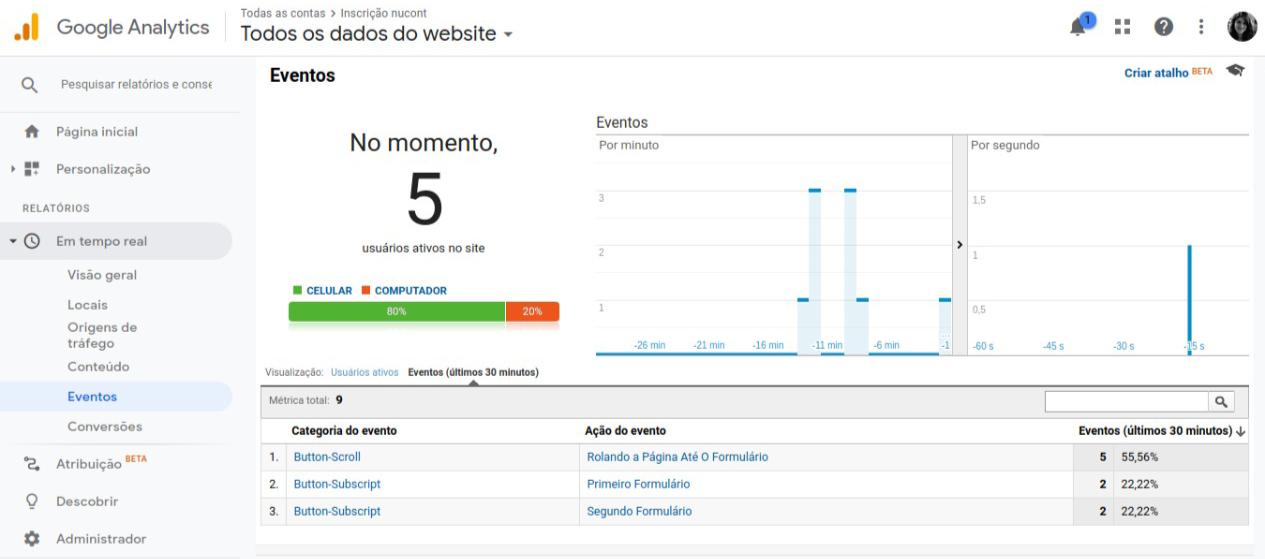 Google Analytics
Todas as contas > Inscrição nucont
Todos os dados do website
1
Pesquisar relatórios e conse
Página inicial
Personalização
RELATÓRIOS
Em tempo real
Visão geral
Locais
Origens de
tráfego
Conteúdo
Eventos
Conversões
Atribuição BETA
Descobrir
Administrador
Eventos
Criar atalho BETA
No momento,
5
usuários ativos no site
CELULAR COMPUTADOR
80% 20%
Eventos
Por minuto
3
2
1
-26 min -21 min -16 min -11 min -6 min -1
Por segundo
1,5
1
0,5
-60 s -45 s -30 s -15 s
Visualização: Usuários ativos Eventos (últimos 30 minutos)
Métrica total: 9
Categoria do evento Ação do evento Eventos (últimos 30 minutos)
1. Button-Scroll Rolando a Página Até O Formulário 5 55,56%
2. Button-Subscript Primeiro Formulário 2 22,22%
3. Button-Subscript Segundo Formulário 2 22,22%